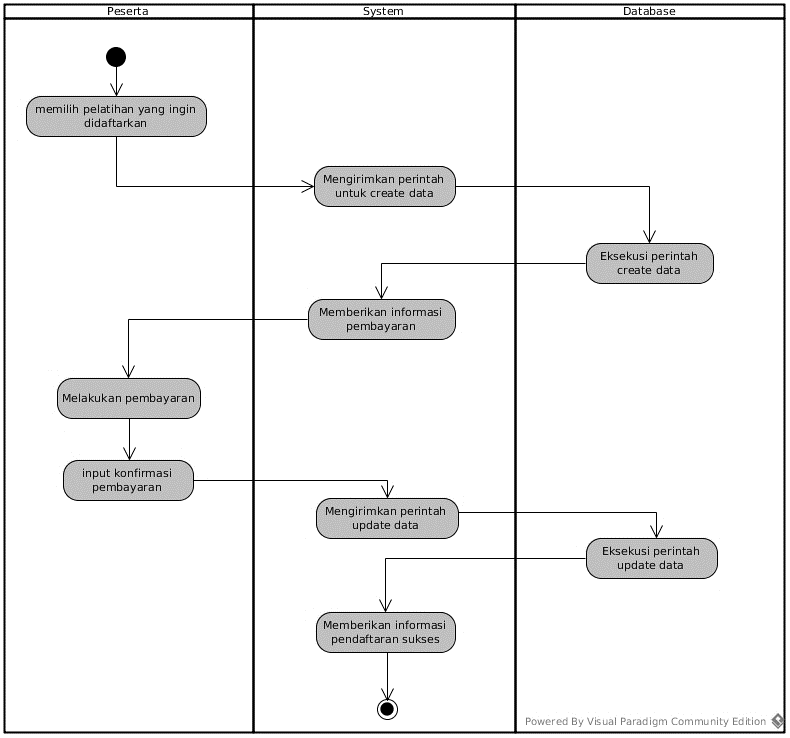 Peserta
System
Database
memilih pelatihan yang ingin
didaftarkan
Mengirimkan perintah
untuk create data
Eksekusi perintah
create data
Memberikan informasi
pembayaran
Melakukan pembayaran
input konfirmasi
pembayaran
Mengirimkan perintah
update data
Eksekusi perintah
update data
Memberikan informasi
pendaftaran sukses
Powered By Visual Paradigm Community Edition